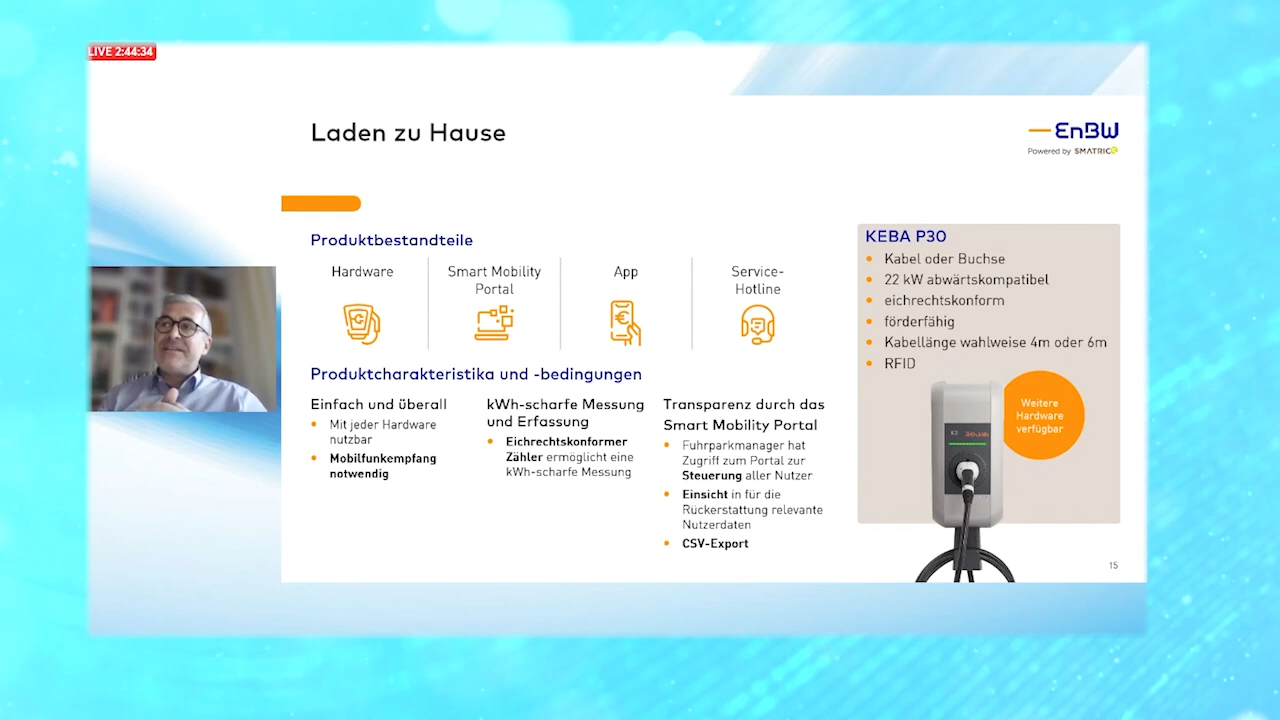 LIVE 2:44:34
Laden zu Hause
EnBW
Powered by SMATRICS
Produktbestandteile
Hardware
Smart Mobility
Portal
App
Service-
Hotline
Produktcharakteristika und -bedingungen
Einfach und überall
Mit jeder Hardware
nutzbar
Mobilfunkempfang
notwendig
kWh-scharfe Messung
und Erfassung
Eichrechtskonformer
Zähler ermöglicht eine
kWh-scharfe Messung
Transparenz durch das
Smart Mobility Portal
Fuhrparkmanager hat
Zugriff zum Portal zur
Steuerung aller Nutzer
Einsicht in für die
Rückerstattung relevante
Nutzerdaten
CSV-Export
KEBA P30
Kabel oder Buchse
22 kW abwärtskompatibel
eichrechtskonform
förderfähig
Kabellänge wahlweise 4m oder 6m
RFID
Weitere
Hardware
verfügbar
15